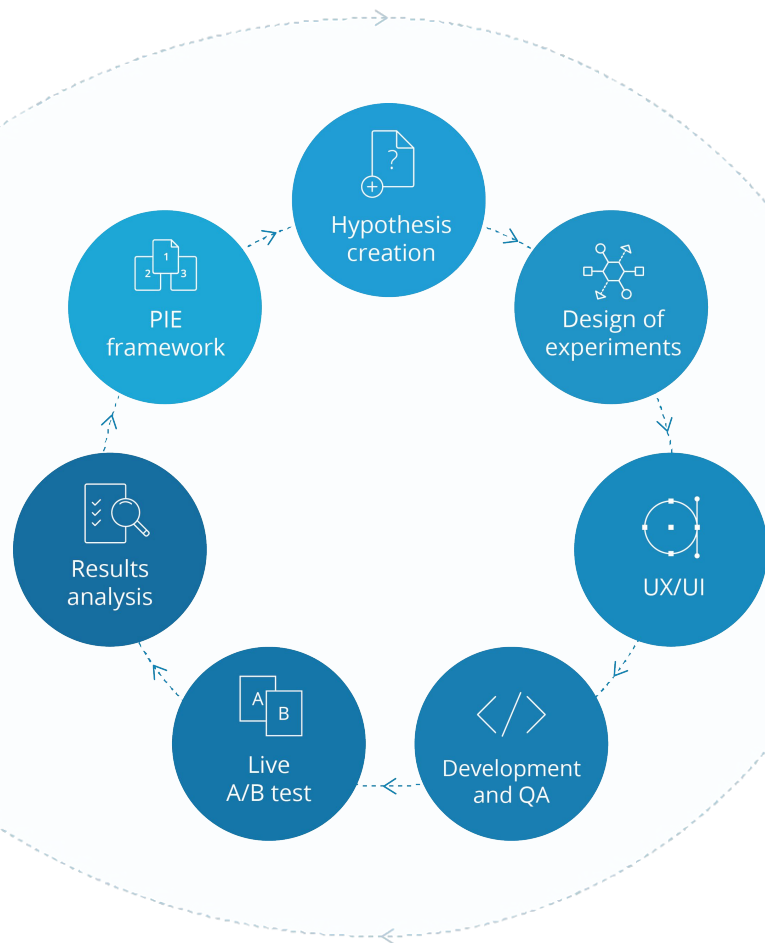 ?
Hypothesis
creation
Design of
experiments
UX/UI
</>
Development
and QA
A
B
Live
A/B test
Results
analysis
1
2
3
PIE
framework